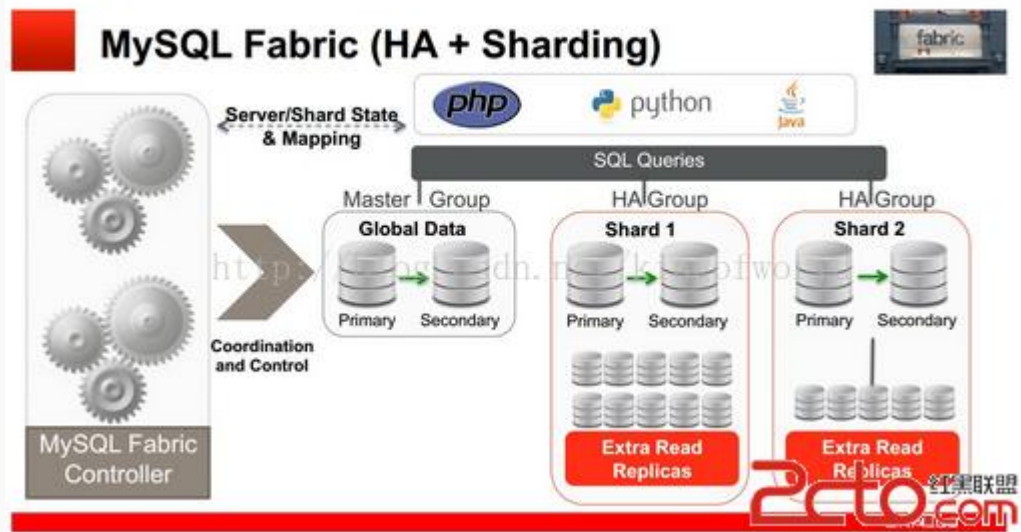 MySQL Fabric (HA + Sharding)
fabric
php
python
Java
Server/Shard State
& Mapping
SQL Queries
Master Group
HA Group
HA Group
Global Data
Shard 1
Shard 2
Primary
Secondary
Primary
Secondary
Primary
Secondary
Coordination
and Control
MySQL Fabric
Controller
Extra Read
Replicas
Extra Read
Replicas
2cto.com
红黑联盟